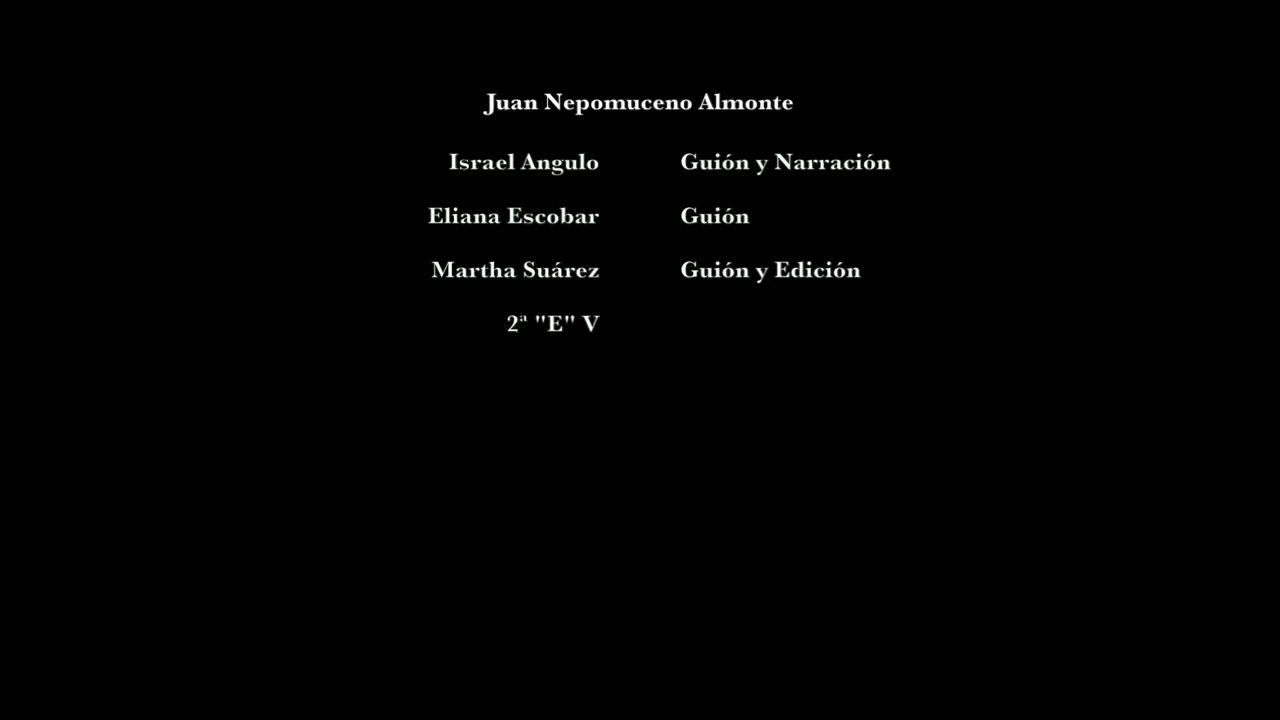 Juan Nepomuceno Almonte
Israel Angulo Guión y Narración
Eliana Escobar Guión
Martha Suárez Guión y Edición
2ª "E" V